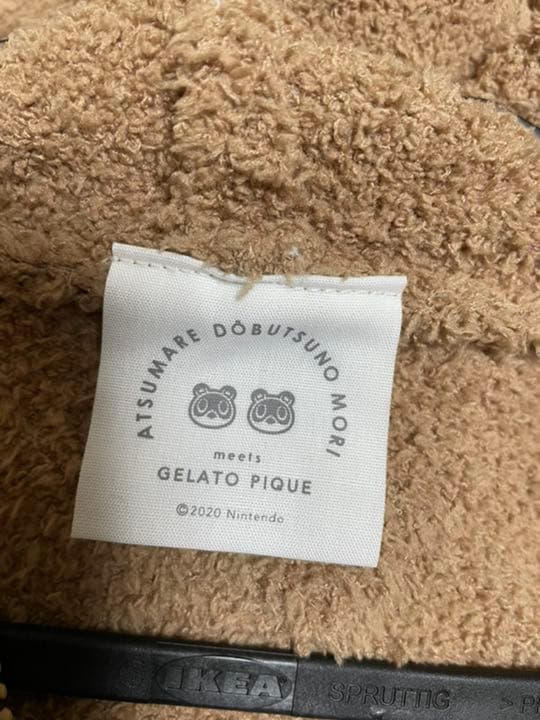 ATSUMARE DŌBUTSUNO MORI
meets
GELATO PIQUE
©2020 Nintendo
IKEA SPRUTTIG